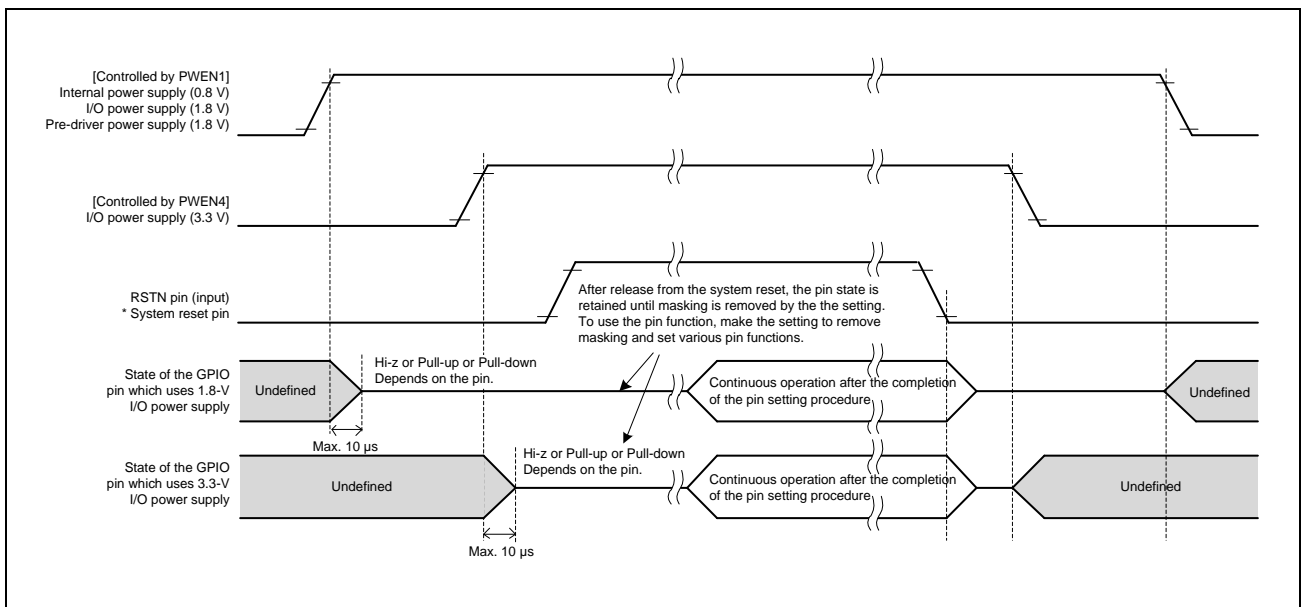 [Controlled by PWEN1]
Internal power supply (0.8 V)
I/O power supply (1.8 V)
Pre-driver power supply (1.8 V)
[Controlled by PWEN4]
I/O power supply (3.3 V)
RSTN pin (input)
* System reset pin
After release from the system reset, the pin state is
retained until masking is removed by the the setting.
To use the pin function, make the setting to remove
masking and set various pin functions.
State of the GPIO
pin which uses 1.8-V
I/O power supply
Undefined
Hi-z or Pull-up or Pull-down
Depends on the pin.
Continuous operation after the completion
of the pin setting procedure
Undefined
Max. 10 µs
State of the GPIO
pin which uses 3.3-V
I/O power supply
Undefined
Hi-z or Pull-up or Pull-down
Depends on the pin.
Continuous operation after the completion
of the pin setting procedure
Undefined
Max. 10 µs